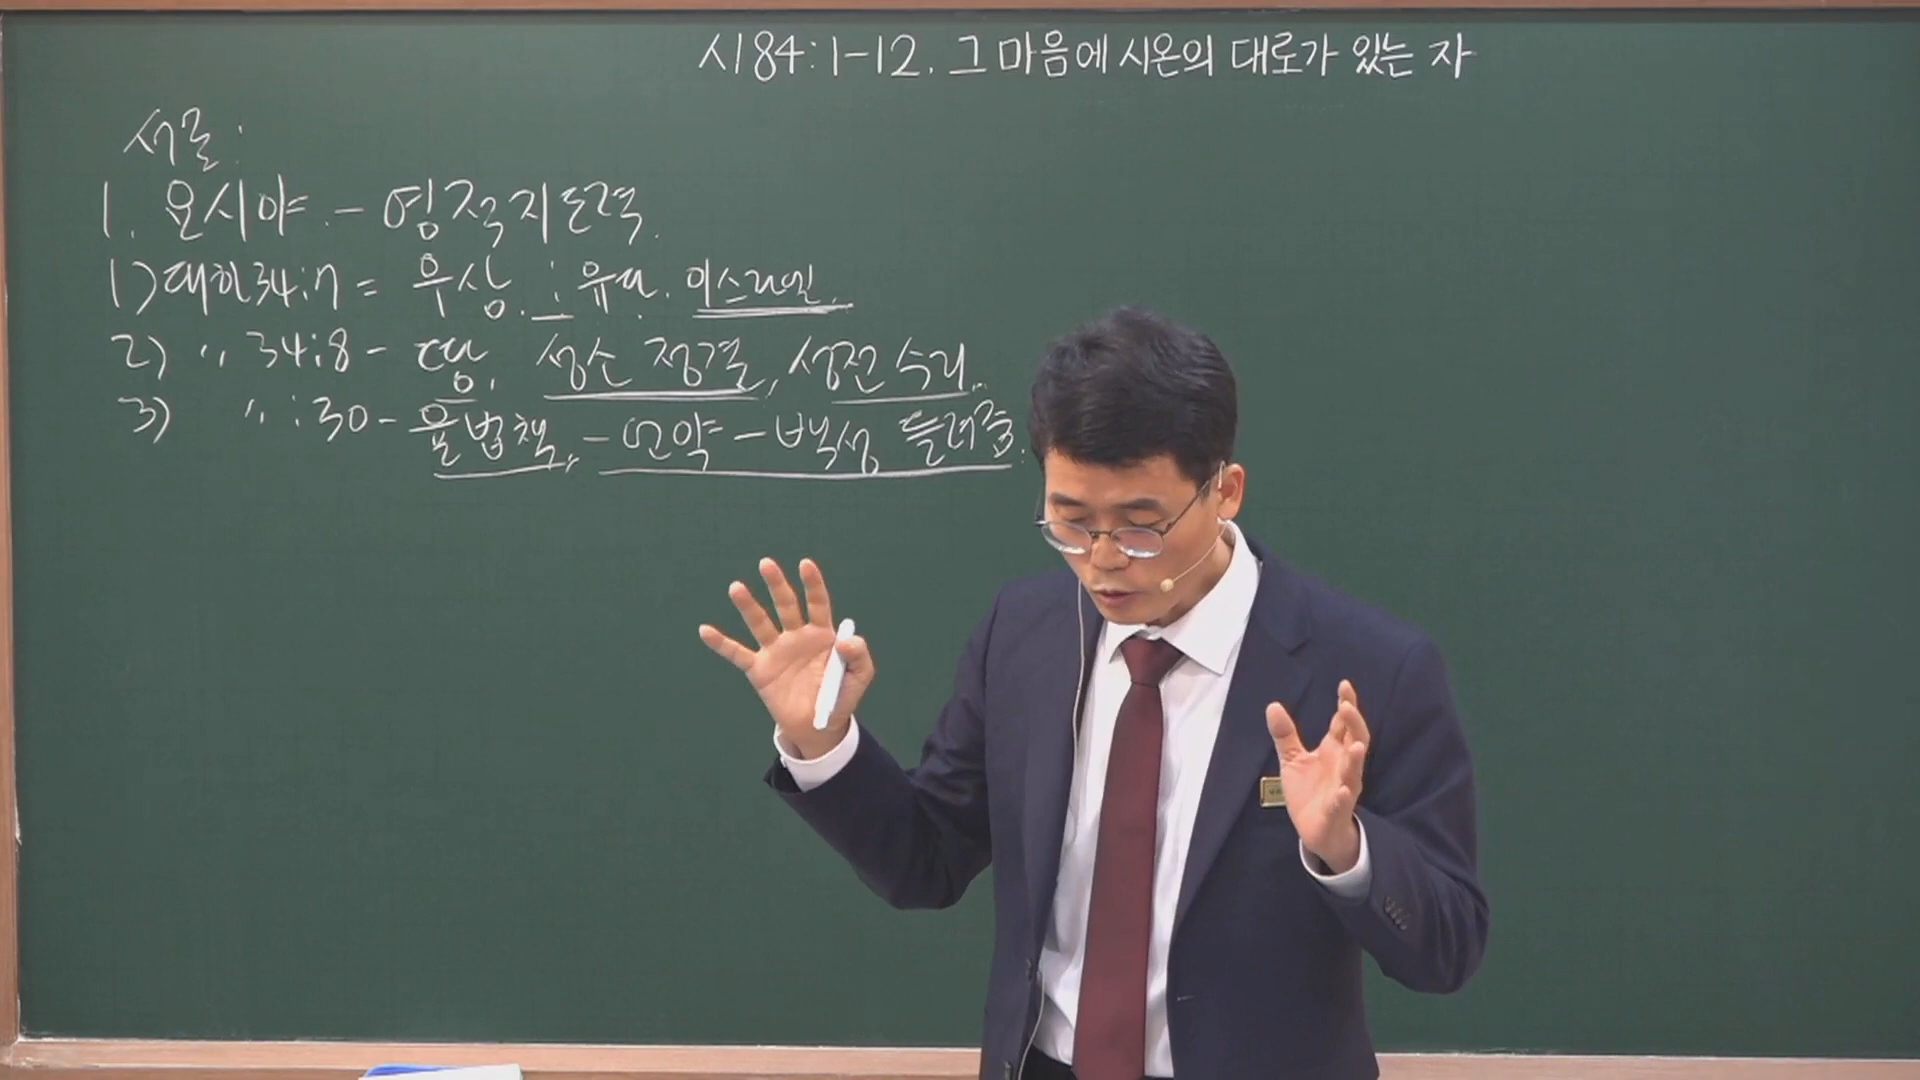 시84:1-12. 그 마음에 시온의 대로가 있는 자
서론:
1. 요시야. - 영적지도력.
1) 대하34:7 = 우상. : 유다. 이스라엘.
2) 〃 34:8 - 땅. 성소 정결, 성전 수리.
3) 〃 :30 - 율법책, - 언약 - 백성 들려줌.